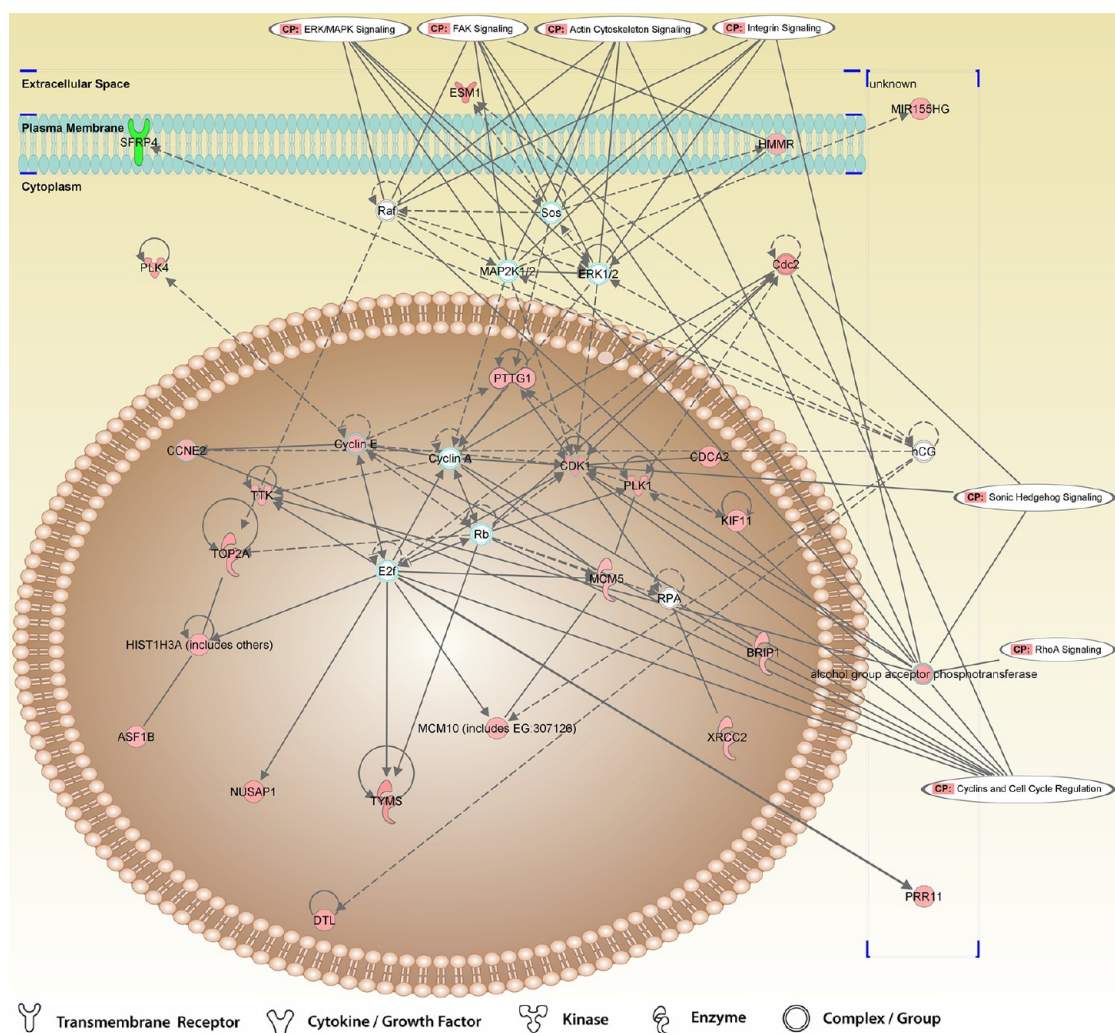 CP: ERK/MAPK Signaling
CP: FAK Signaling
CP: Actin Cytoskeleton Signaling
CP: Integrin Signaling
Extracellular Space
unknown
ESM1
MIR155HG
Plasma Membrane
SFRP4
HMMR
Cytoplasm
Raf
Sos
PLK4
MAP2K1/2
ERK1/2
Cdc2
PTTG1
CCNE2
Cyclin E
Cyclin A
CDK1
CDCA2
hCG
PLK1
TTK
CP: Sonic Hedgehog Signaling
KIF11
Rb
TOP2A
E2f
MCM5
RPA
HIST1H3A (includes others)
BRIP1
CP: RhoA Signaling
alcohol group acceptor phosphotransferase
ASF1B
MCM10 (includes EG:307126)
XRCC2
NUSAP1
TYMS
CP: Cyclins and Cell Cycle Regulation
PRR11
DTL
Transmembrane Receptor
Cytokine / Growth Factor
Kinase
Enzyme
Complex / Group